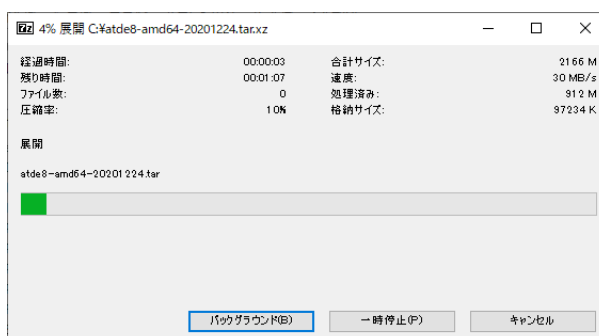 7z 4% 展開 C:¥atde8-amd64-20201224.tar.xz
経過時間: 00:00:03 合計サイズ: 2166 M
残り時間: 00:01:07 速度: 30 MB/s
ファイル数: 0 処理済み: 91 2 M
圧縮率: 10% 格納サイズ: 97234 K
展開
atde8-amd64-20201224.tar
バックグラウンド(B) 一時停止(P) キャンセル